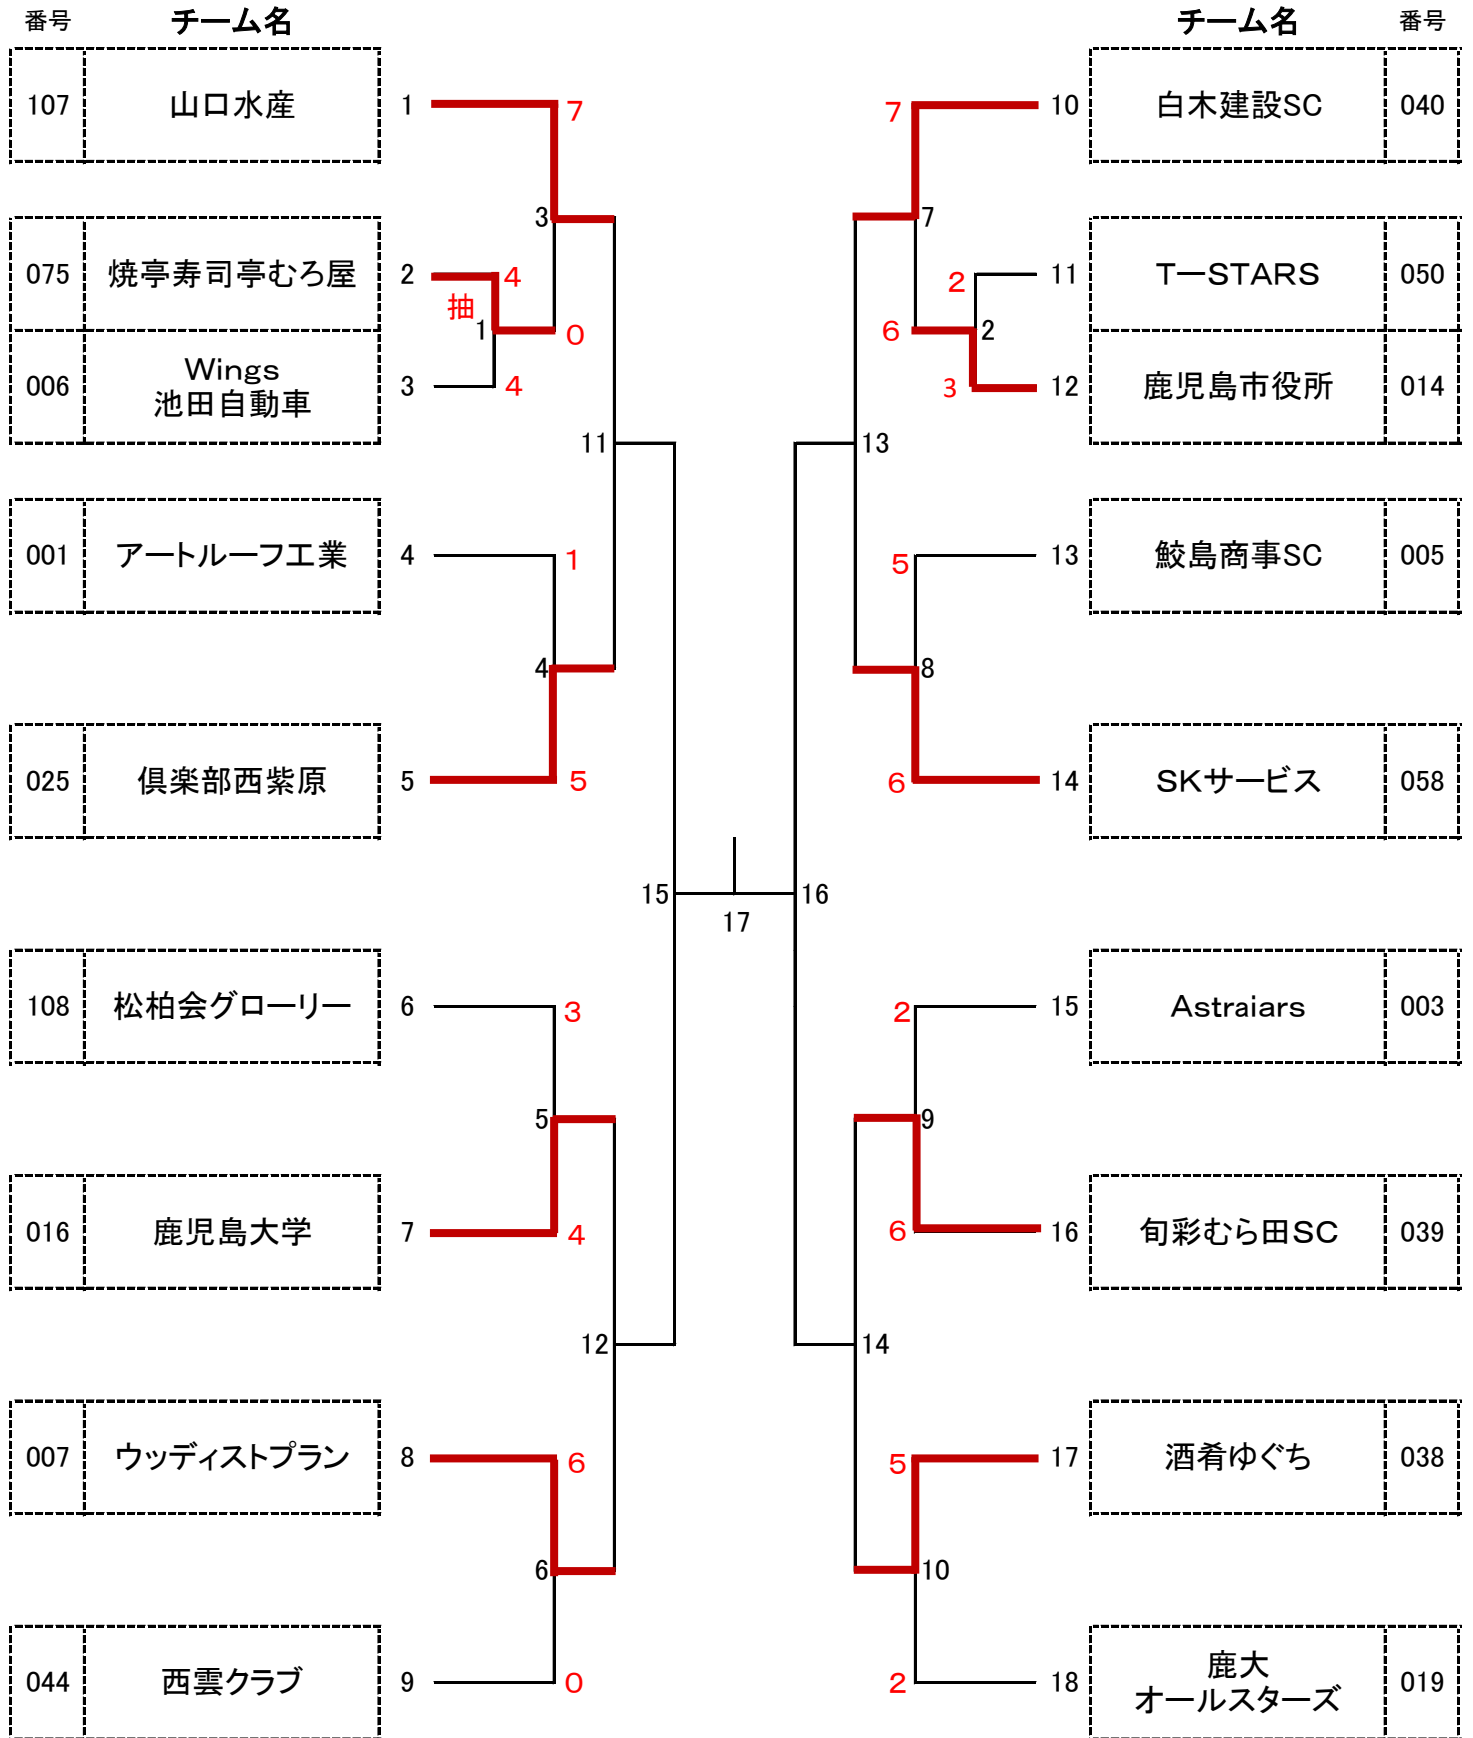 番号 チーム名 チーム名 番号
107 山口水産 1 7 7 10 白木建設SC 040
3 7
075 焼亭寿司亭むろ屋 2 4 2 11 T－STARS 050
抽
1 0 6 2
006 Wings
池田自動車 3 4 3 12 鹿児島市役所 014
11 13
001 アートルーフ工業 4 1 5 13 鮫島商事SC 005
4 8
025 倶楽部西紫原 5 5 6 14 SKサービス 058
15 16
17
108 松柏会グローリー 6 3 2 15 Astraiars 003
5 9
016 鹿児島大学 7 4 6 16 旬彩むら田SC 039
12 14
007 ウッディストプラン 8 6 5 17 酒肴ゆぐち 038
6 10
044 西雲クラブ 9 0 2 18 鹿大
オールスターズ 019